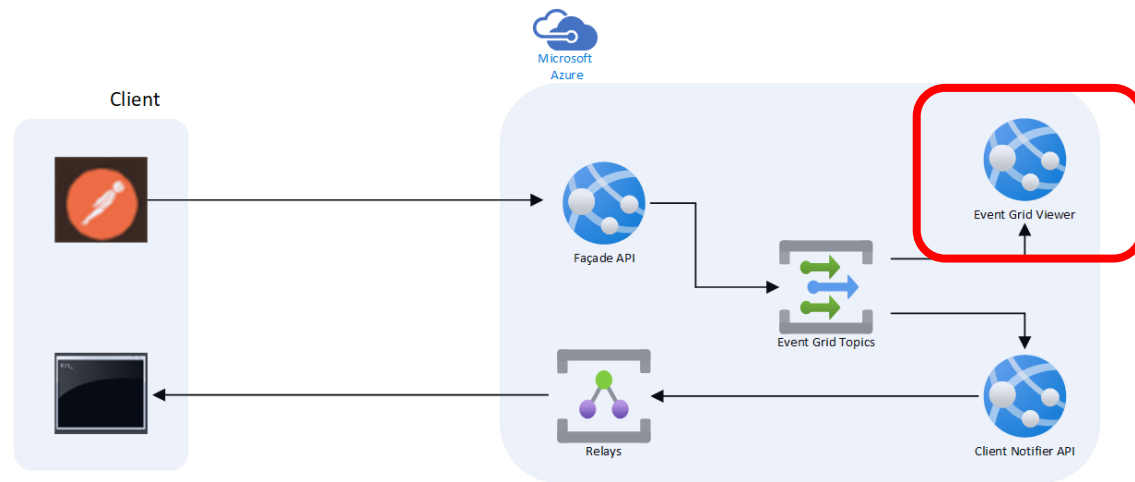 Microsoft
Azure
Client
Event Grid Viewer
Façade API
Event Grid Topics
Relays
Client Notifier API